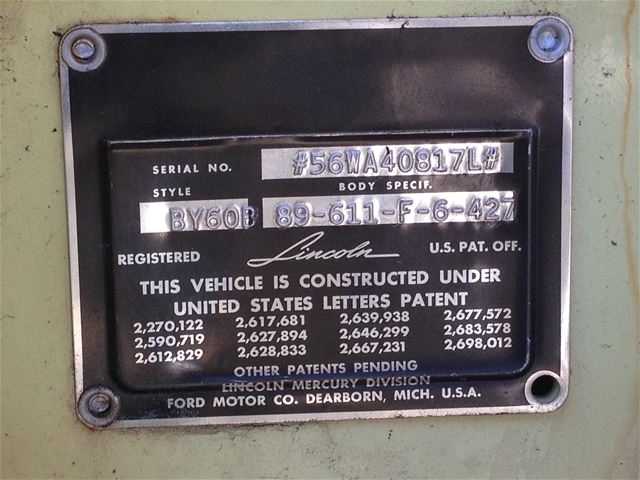 SERIAL NO. #56WA40817L#
STYLE BODY SPECIF.
BY60B 89-611-F-6-427
REGISTERED Lincoln U.S. PAT. OFF.
THIS VEHICLE IS CONSTRUCTED UNDER
UNITED STATES LETTERS PATENT
2,270,122 2,617,681 2,639,938 2,677,572
2,590,719 2,627,894 2,646,299 2,683,578
2,612,829 2,628,833 2,667,231 2,698,012
OTHER PATENTS PENDING
LINCOLN MERCURY DIVISION
FORD MOTOR CO. DEARBORN, MICH. U.S.A.